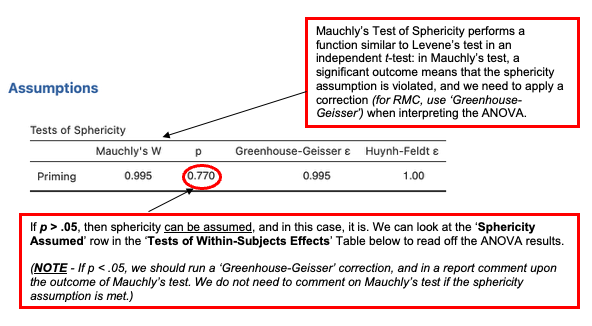 Mauchly's Test of Sphericity performs a
function similar to Levene's test in an
independent t-test: in Mauchly's test, a
significant outcome means that the sphericity
assumption is violated, and we need to apply a
correction (for RMC, use 'Greenhouse-
Geisser') when interpreting the ANOVA.
Assumptions
Tests of Sphericity
Mauchly's W p Greenhouse-Geisser ε Huynh-Feldt ε
Priming 0.995 0.770 0.995 1.00
If p > .05, then sphericity can be assumed, and in this case, it is. We can look at the 'Sphericity
Assumed' row in the 'Tests of Within-Subjects Effects' Table below to read off the ANOVA results.
(NOTE - If p < .05, we should run a 'Greenhouse-Geisser' correction, and in a report comment upon
the outcome of Mauchly's test. We do not need to comment on Mauchly's test if the sphericity
assumption is met.)